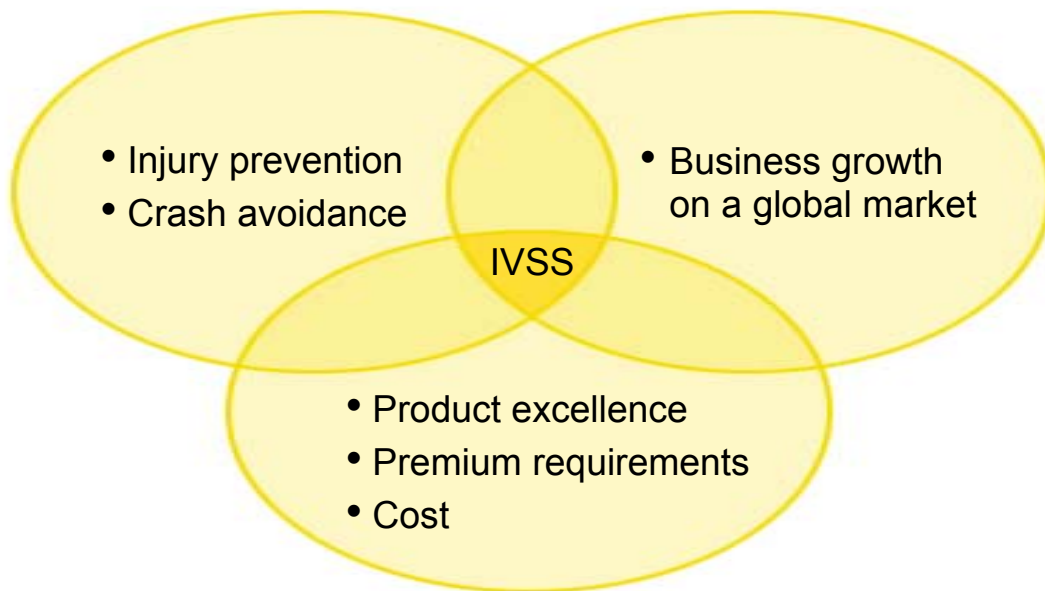 • Injury prevention
• Crash avoidance
• Business growth
on a global market
IVSS
• Product excellence
• Premium requirements
• Cost